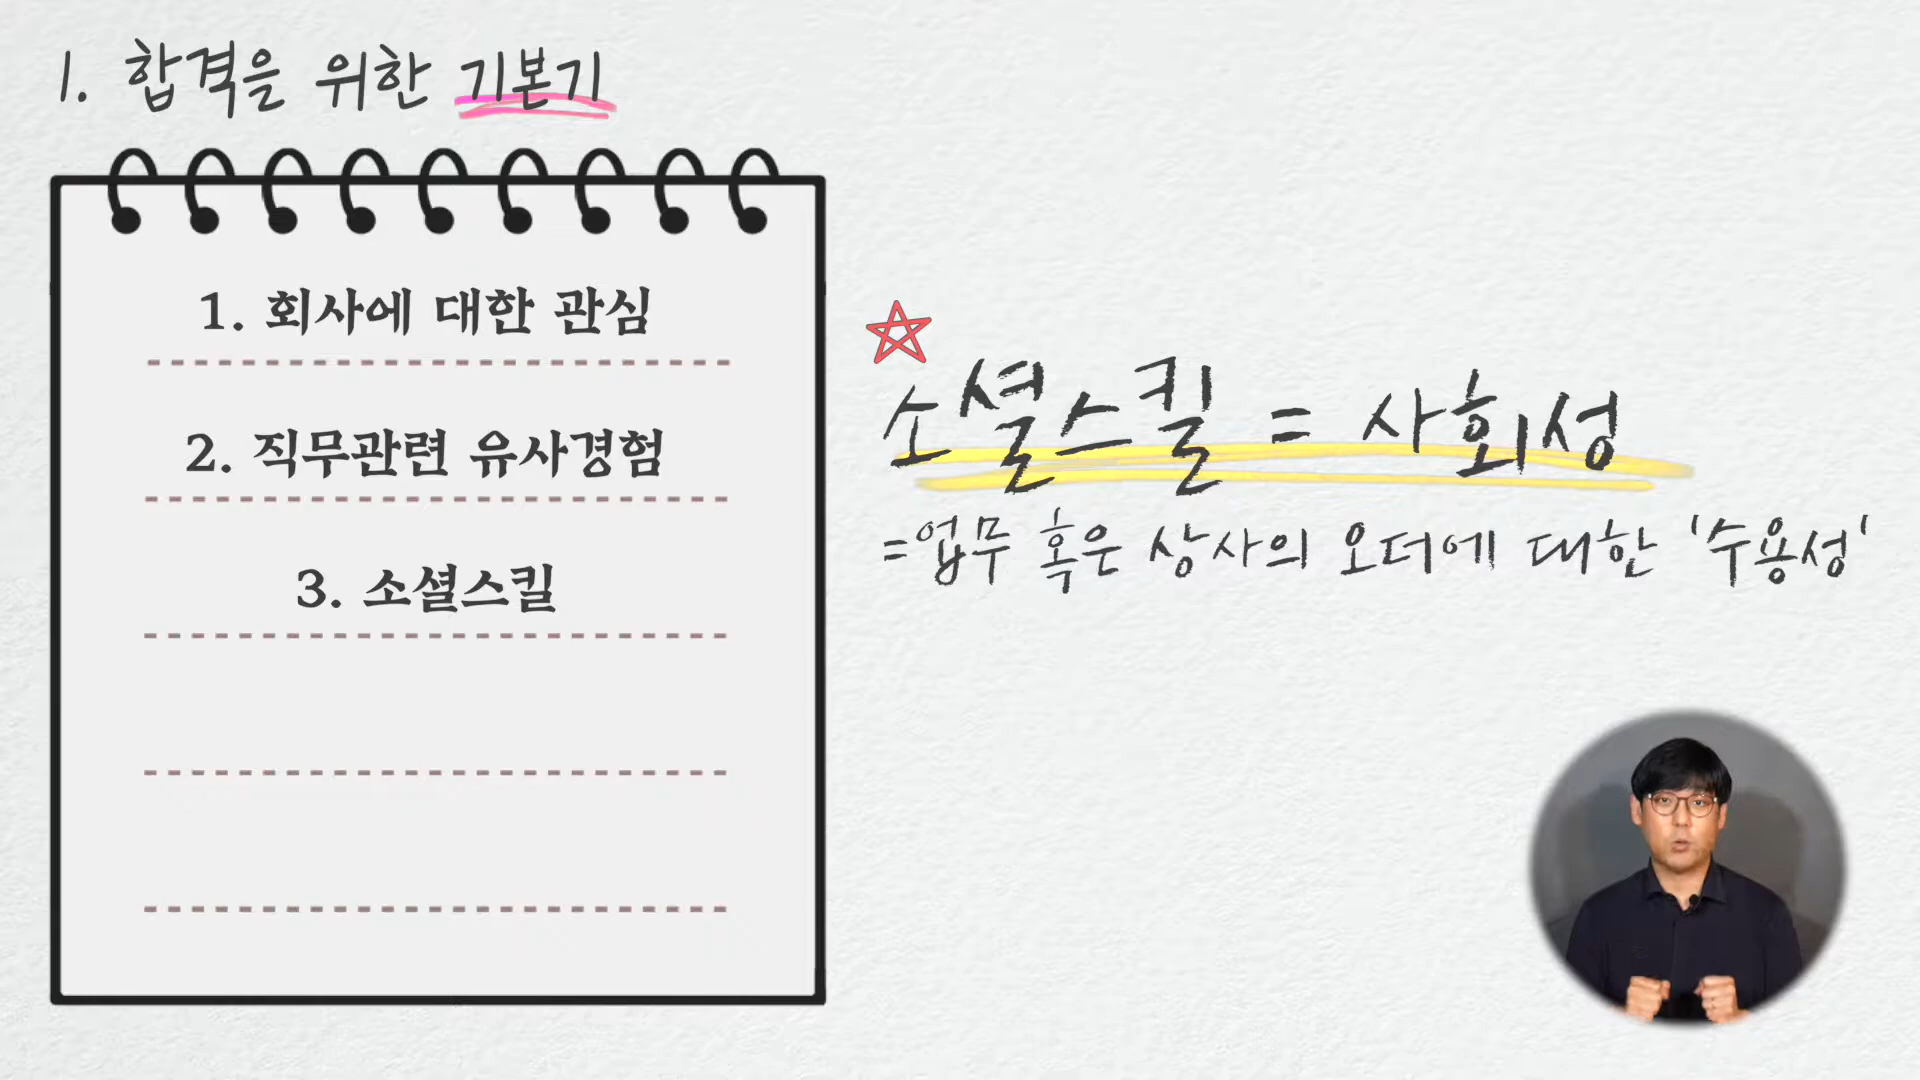 1. 합격을 위한 기본기
1. 회사에 대한 관심
2. 직무관련 유사경험
3. 소셜스킬
소셜스킬 = 사회성
=업무 혹은 상사의 오더에 대한 '수용성'